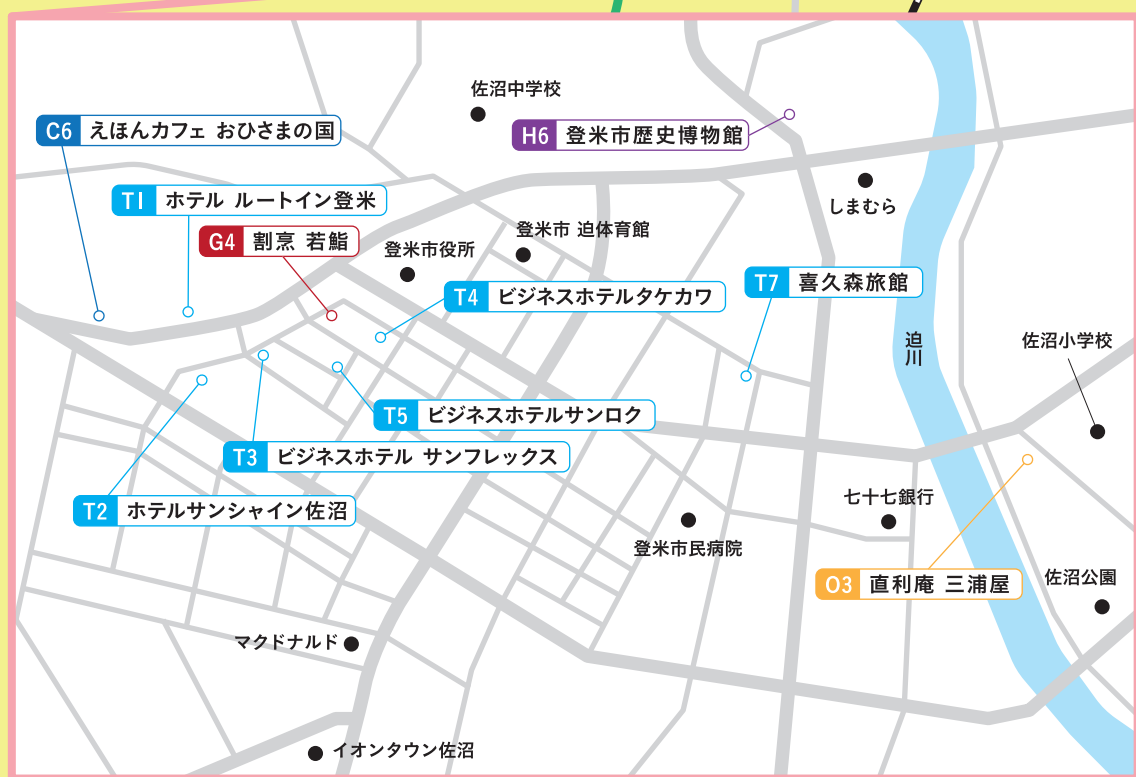 佐沼中学校
C6 えほんカフェ おひさまの国
H6 登米市歴史博物館
T1 ホテル ルートイン登米
しまむら
G4 割烹 若鮨
登米市役所
登米市 迫体育館
T4 ビジネスホテルタケカワ
T7 喜久森旅館
迫川
佐沼小学校
T5 ビジネスホテルサンロク
T3 ビジネスホテル サンフレックス
T2 ホテルサンシャイン佐沼
七十七銀行
登米市民病院
O3 直利庵 三浦屋
佐沼公園
マクドナルド
イオンタウン佐沼